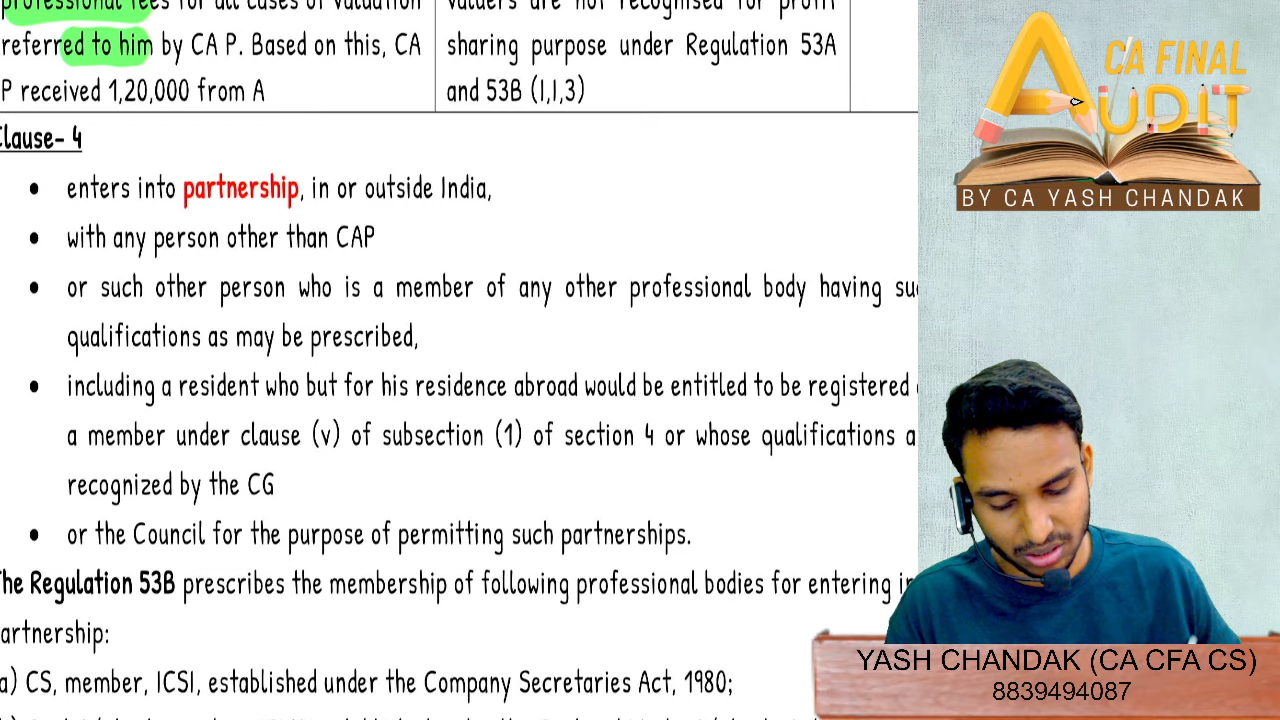 professional fees for all cases of valuation
referred to him by CA P. Based on this, CA
P received 1,20,000 from A
valuers are not recognised for profit
sharing purpose under Regulation 53A
and 53B (1,1,3)
Clause- 4
• enters into partnership, in or outside India,
• with any person other than CAP
• or such other person who is a member of any other professional body having su
qualifications as may be prescribed,
• including a resident who but for his residence abroad would be entitled to be registered
a member under clause (v) of subsection (1) of section 4 or whose qualifications a
recognized by the CG
• or the Council for the purpose of permitting such partnerships.
The Regulation 53B prescribes the membership of following professional bodies for entering in
artnership:
a) CS, member, ICSI, established under the Company Secretaries Act, 1980;
CA FINAL
AUDIT
BY CA YASH CHANDAK
YASH CHANDAK (CA CFA CS)
8839494087